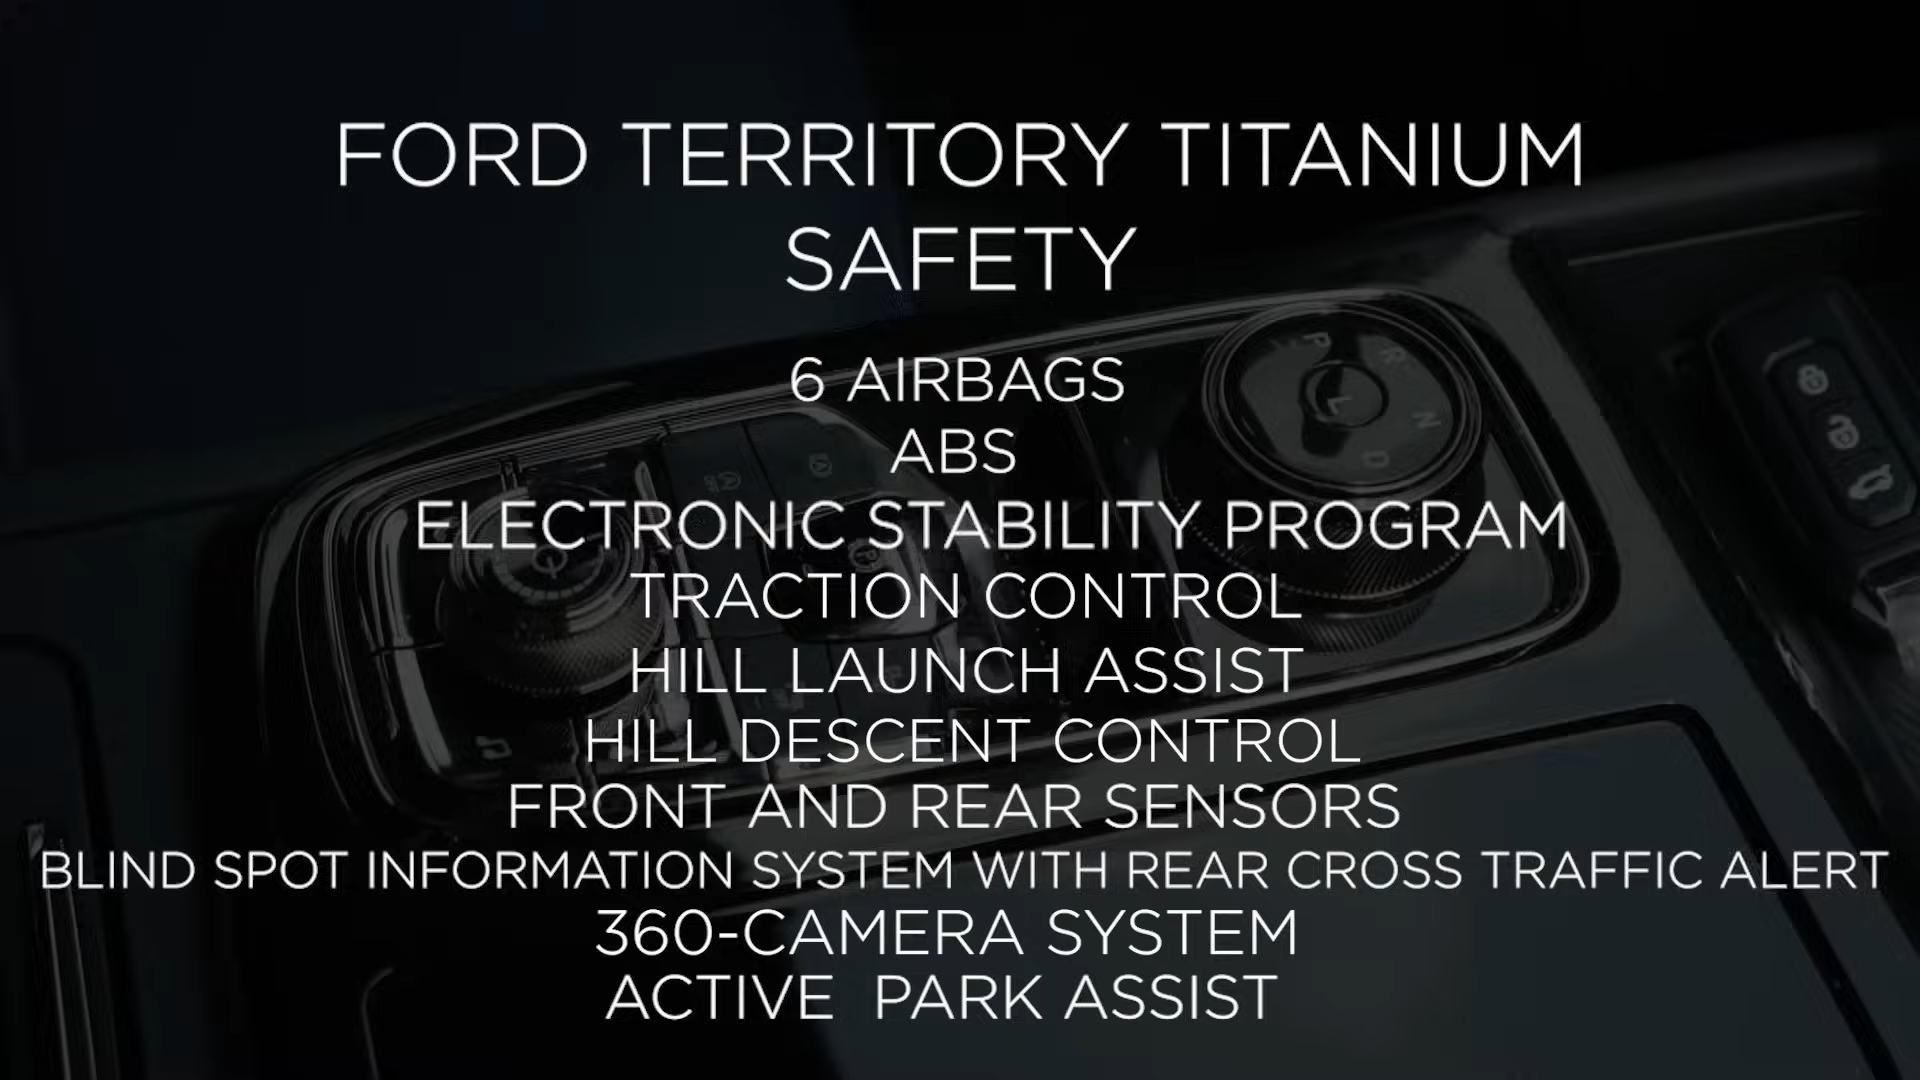 FORD TERRITORY TITANIUM
SAFETY
6 AIRBAGS
ABS
ELECTRONIC STABILITY PROGRAM
TRACTION CONTROL
HILL LAUNCH ASSIST
HILL DESCENT CONTROL
FRONT AND REAR SENSORS
BLIND SPOT INFORMATION SYSTEM WITH REAR CROSS TRAFFIC ALERT
360-CAMERA SYSTEM
ACTIVE PARK ASSIST
P R N D L